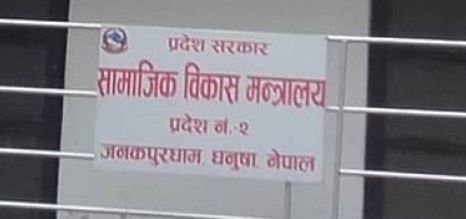 प्रदेश सरकार
सामाजिक विकास मन्त्रालय
प्रदेश नं.-२
जनकपुरधाम, धनुषा, नेपाल